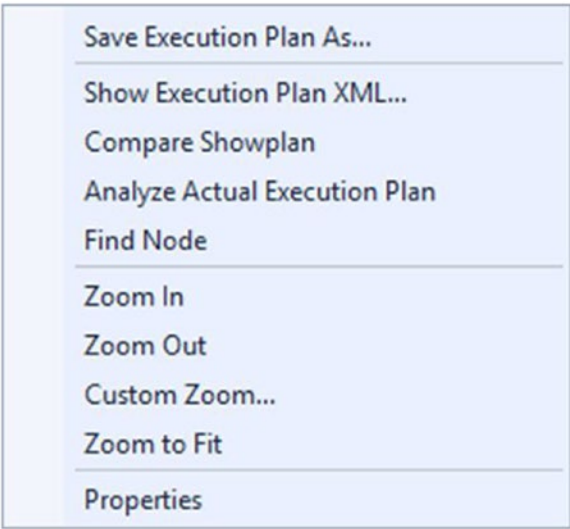 Save Execution Plan As...
Show Execution Plan XML...
Compare Showplan
Analyze Actual Execution Plan
Find Node
Zoom In
Zoom Out
Custom Zoom...
Zoom to Fit
Properties